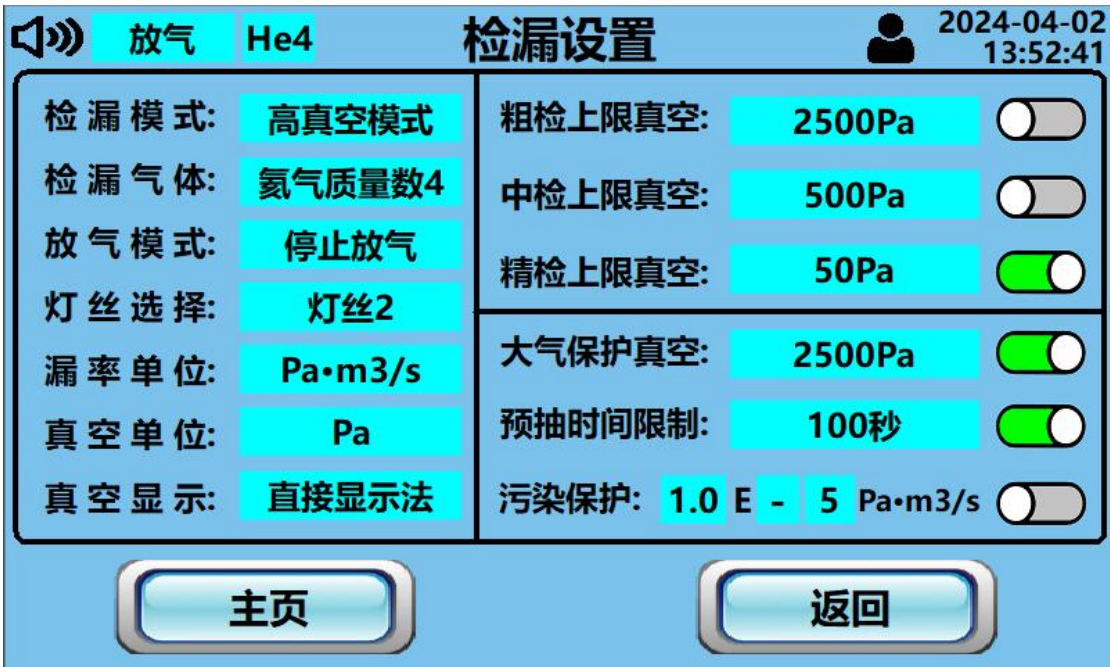 放气 He4 检漏设置 2024-04-02
13:52:41
检漏模式: 高真空模式
检漏气体: 氦气质量数4
放气模式: 停止放气
灯丝选择: 灯丝2
漏率单位: Pa•m3/s
真空单位: Pa
真空显示: 直接显示法
粗检上限真空: 2500Pa
中检上限真空: 500Pa
精检上限真空: 50Pa
大气保护真空: 2500Pa
预抽时间限制: 100秒
污染保护: 1.0 E - 5 Pa•m3/s
主页 返回